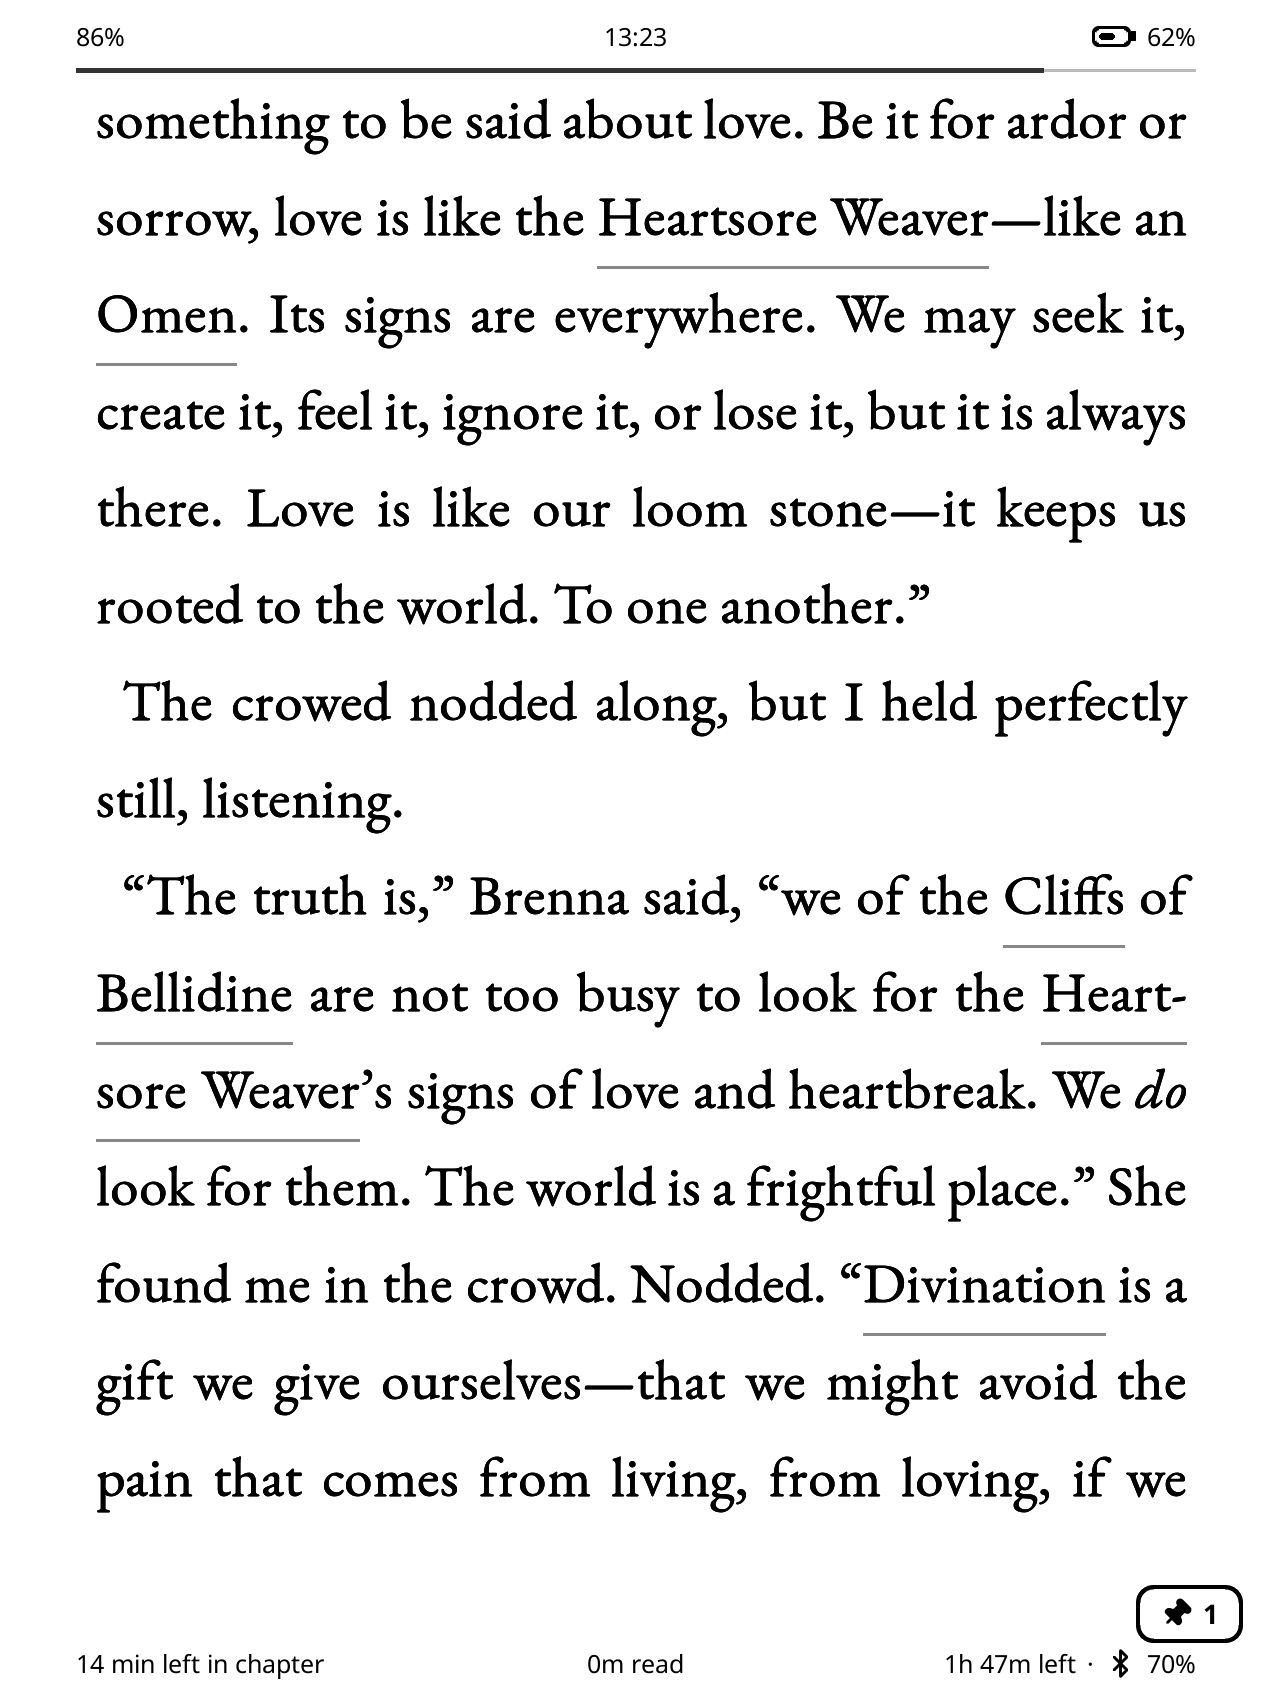 86%
13:23
62%
something to be said about love. Be it for ardor or
sorrow, love is like the Heartsore Weaver—like an
Omen. Its signs are everywhere. We may seek it,
create it, feel it, ignore it, or lose it, but it is always
there. Love is like our loom stone—it keeps us
rooted to the world. To one another.”
The crowed nodded along, but I held perfectly
still, listening.
“The truth is,” Brenna said, “we of the Cliffs of
Bellidine are not too busy to look for the Heart-
sore Weaver’s signs of love and heartbreak. We do
look for them. The world is a frightful place.” She
found me in the crowd. Nodded. “Divination is a
gift we give ourselves—that we might avoid the
pain that comes from living, from loving, if we
1
14 min left in chapter
0m read
1h 47m left · 70%